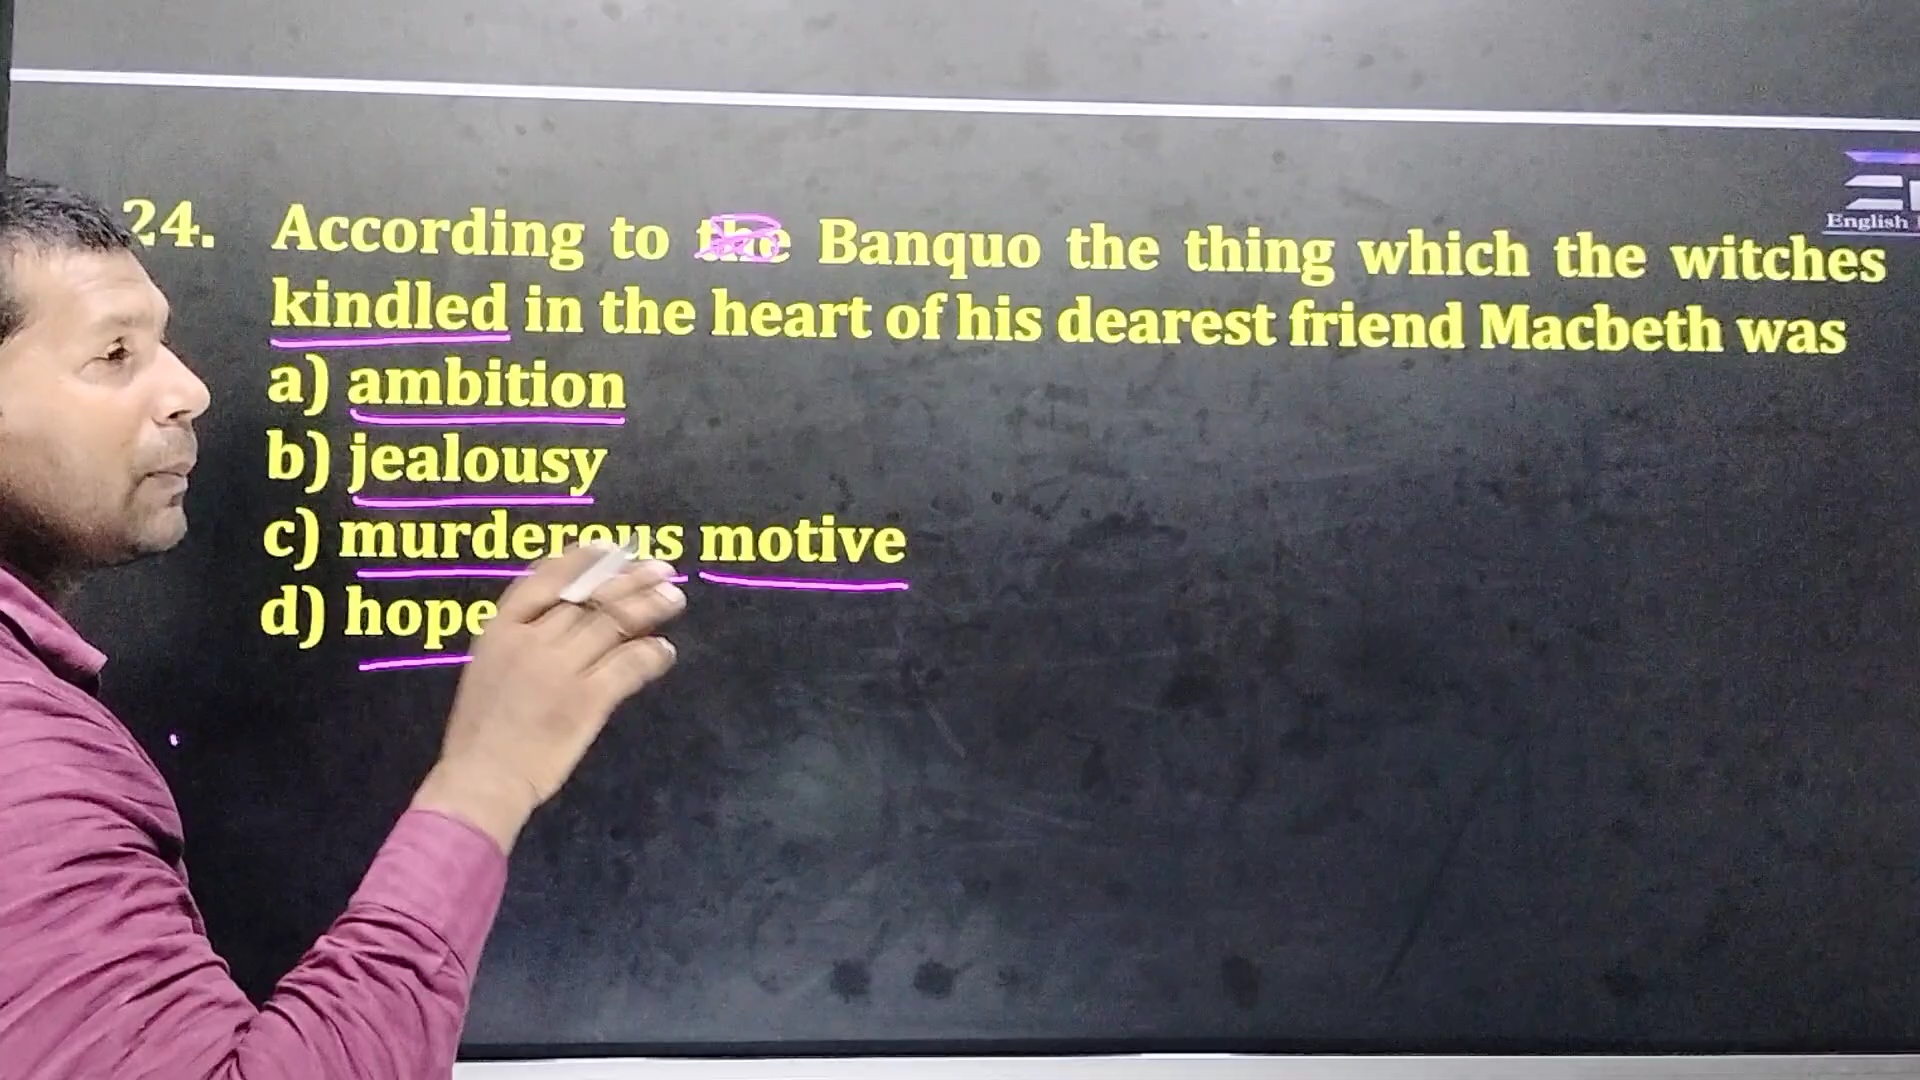 24. According to the Banquo the thing which the witches
kindled in the heart of his dearest friend Macbeth was
a) ambition
b) jealousy
c) murderous motive
d) hope
English